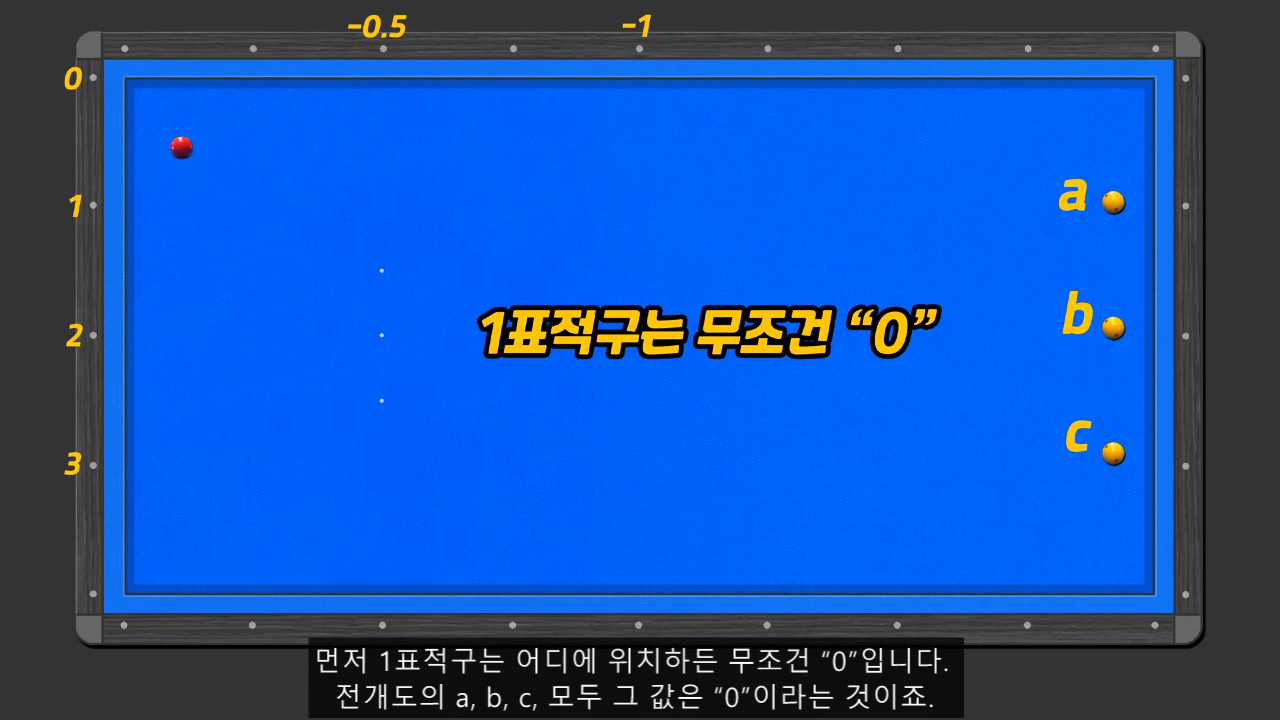 -0.5
-1
0
1
2
3
a
b
c
1표적구는 무조건 “0”
먼저 1표적구는 어디에 위치하든 무조건 “0”입니다.
전개도의 a, b, c, 모두 그 값은 “0”이라는 것이죠.